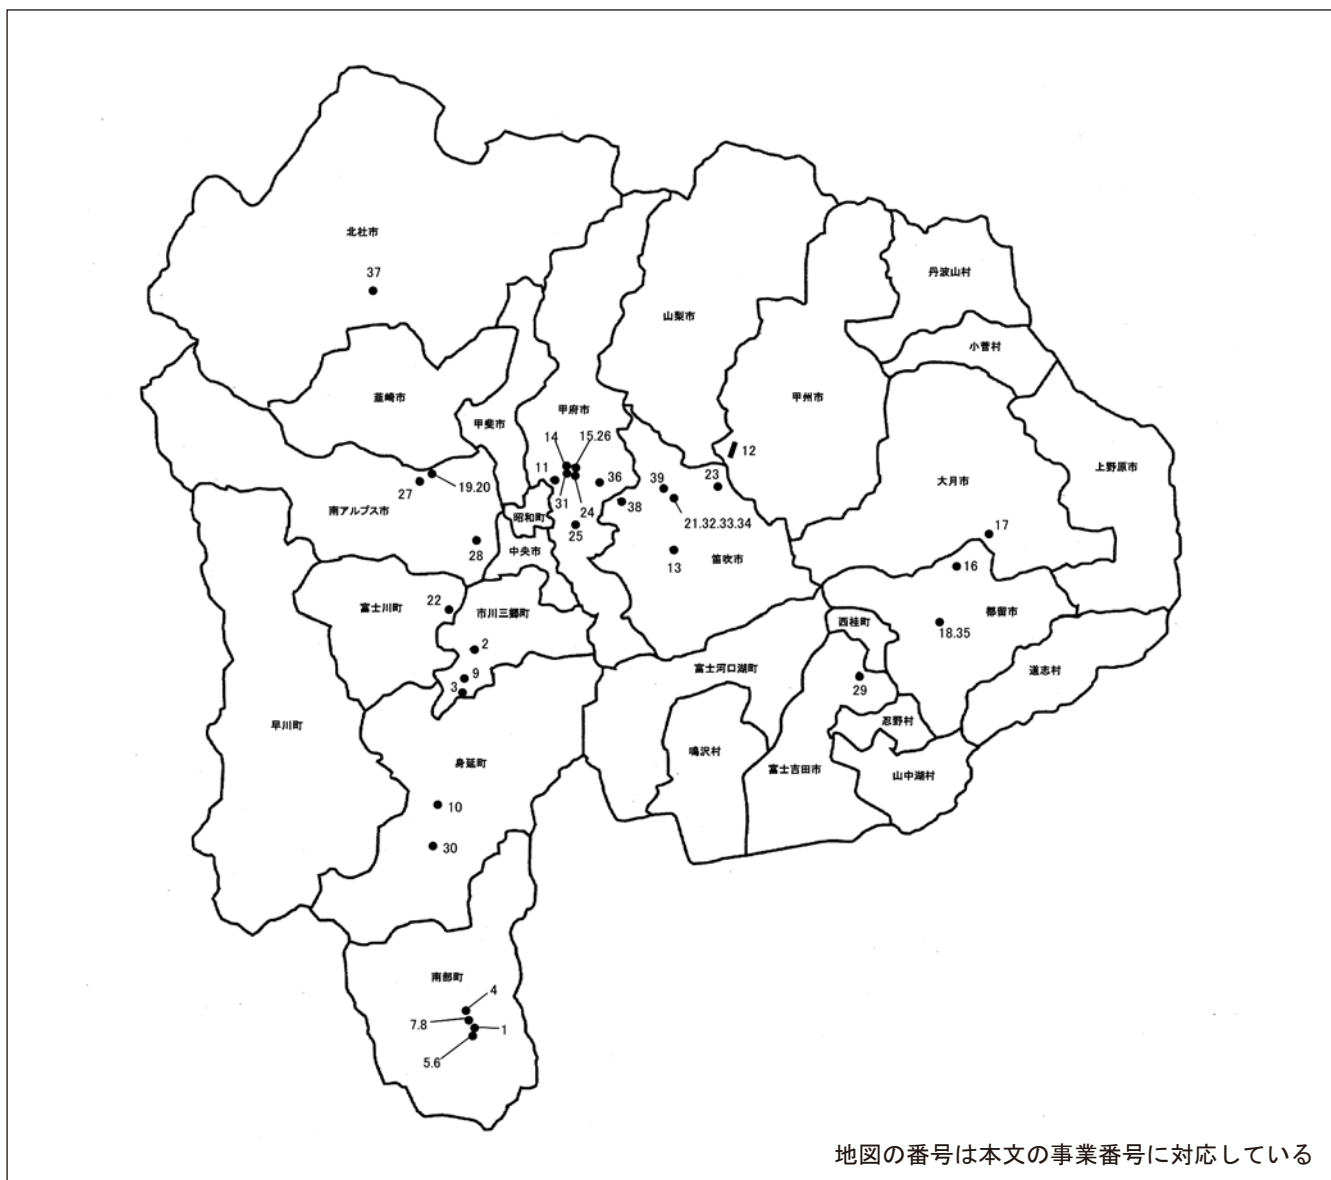 北杜市
37
丹波山村
山梨市
小菅村
韮崎市
甲州市
甲府市
甲斐市
14
15.26
12
上野原市
11
36
39
23
大月市
27
19.20
南アルプス市
31
24
38
昭和町
21.32.33.34
25
17
28
中央市
13
笛吹市
16
富士川町
22
市川三郷町
都留市
西桂町
18.35
2
富士河口湖町
道志村
9
29
3
早川町
忍野村
鳴沢村
身延町
富士吉田市
山中湖村
10
30
南部町
4
7.8
1
5.6
地図の番号は本文の事業番号に対応している